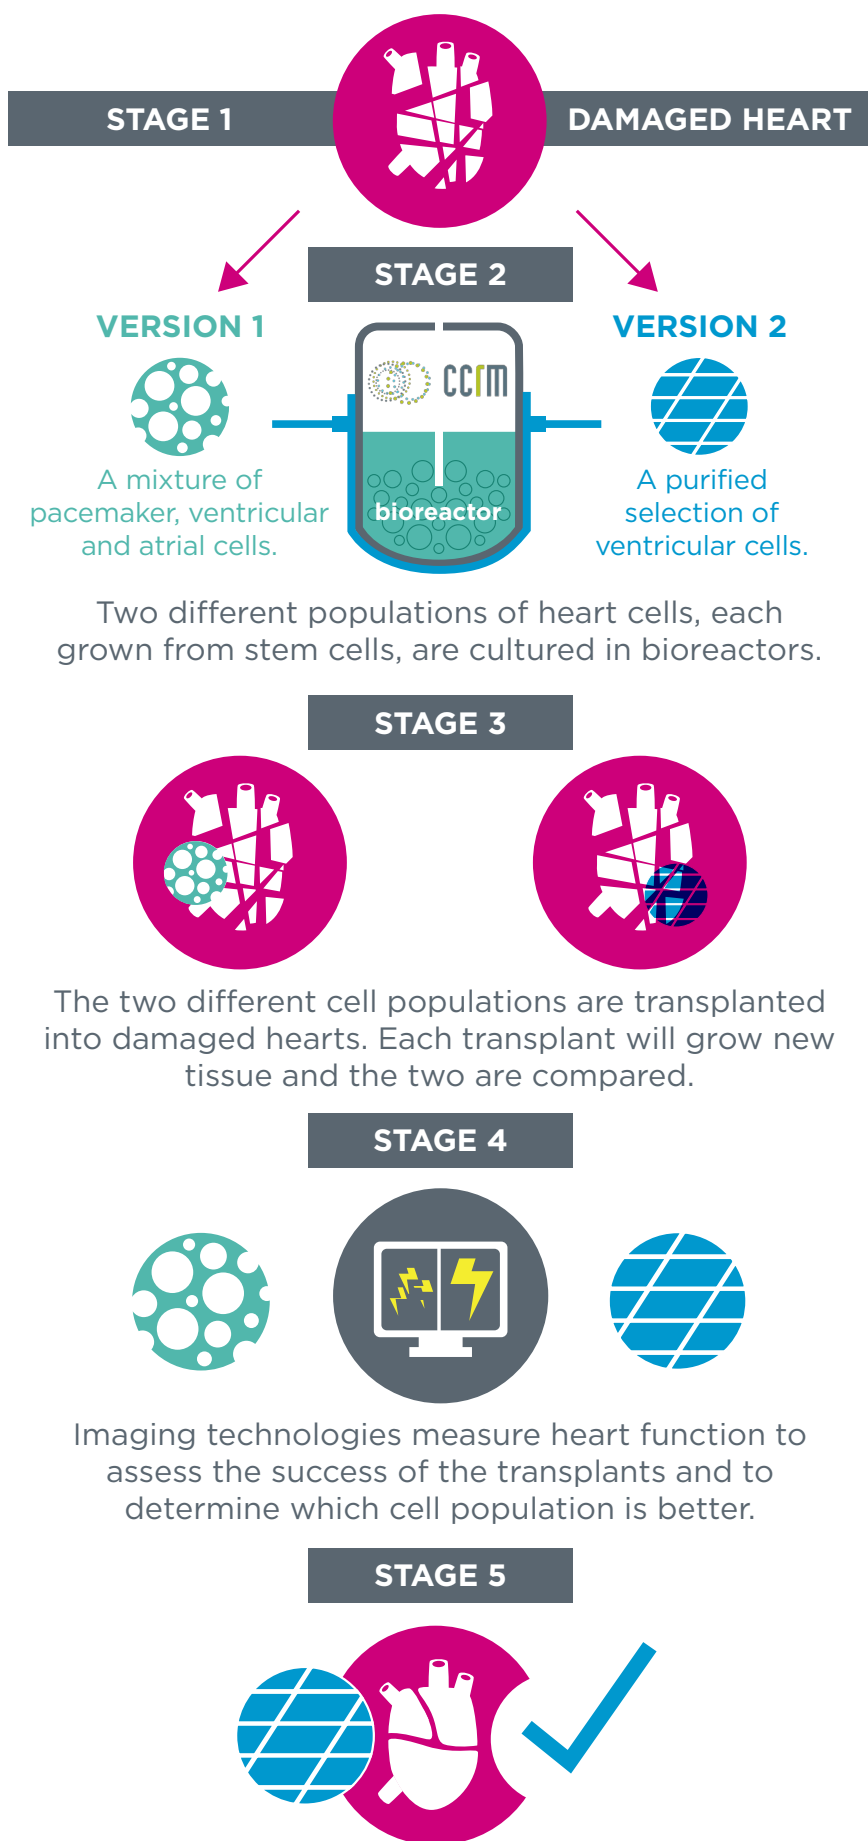 STAGE 1
DAMAGED HEART
STAGE 2
VERSION 1
VERSION 2
ccrm
bioreactor
A mixture of
pacemaker, ventricular
and atrial cells.
A purified
selection of
ventricular cells.
Two different populations of heart cells, each
grown from stem cells, are cultured in bioreactors.
STAGE 3
The two different cell populations are transplanted
into damaged hearts. Each transplant will grow new
tissue and the two are compared.
STAGE 4
Imaging technologies measure heart function to
assess the success of the transplants and to
determine which cell population is better.
STAGE 5